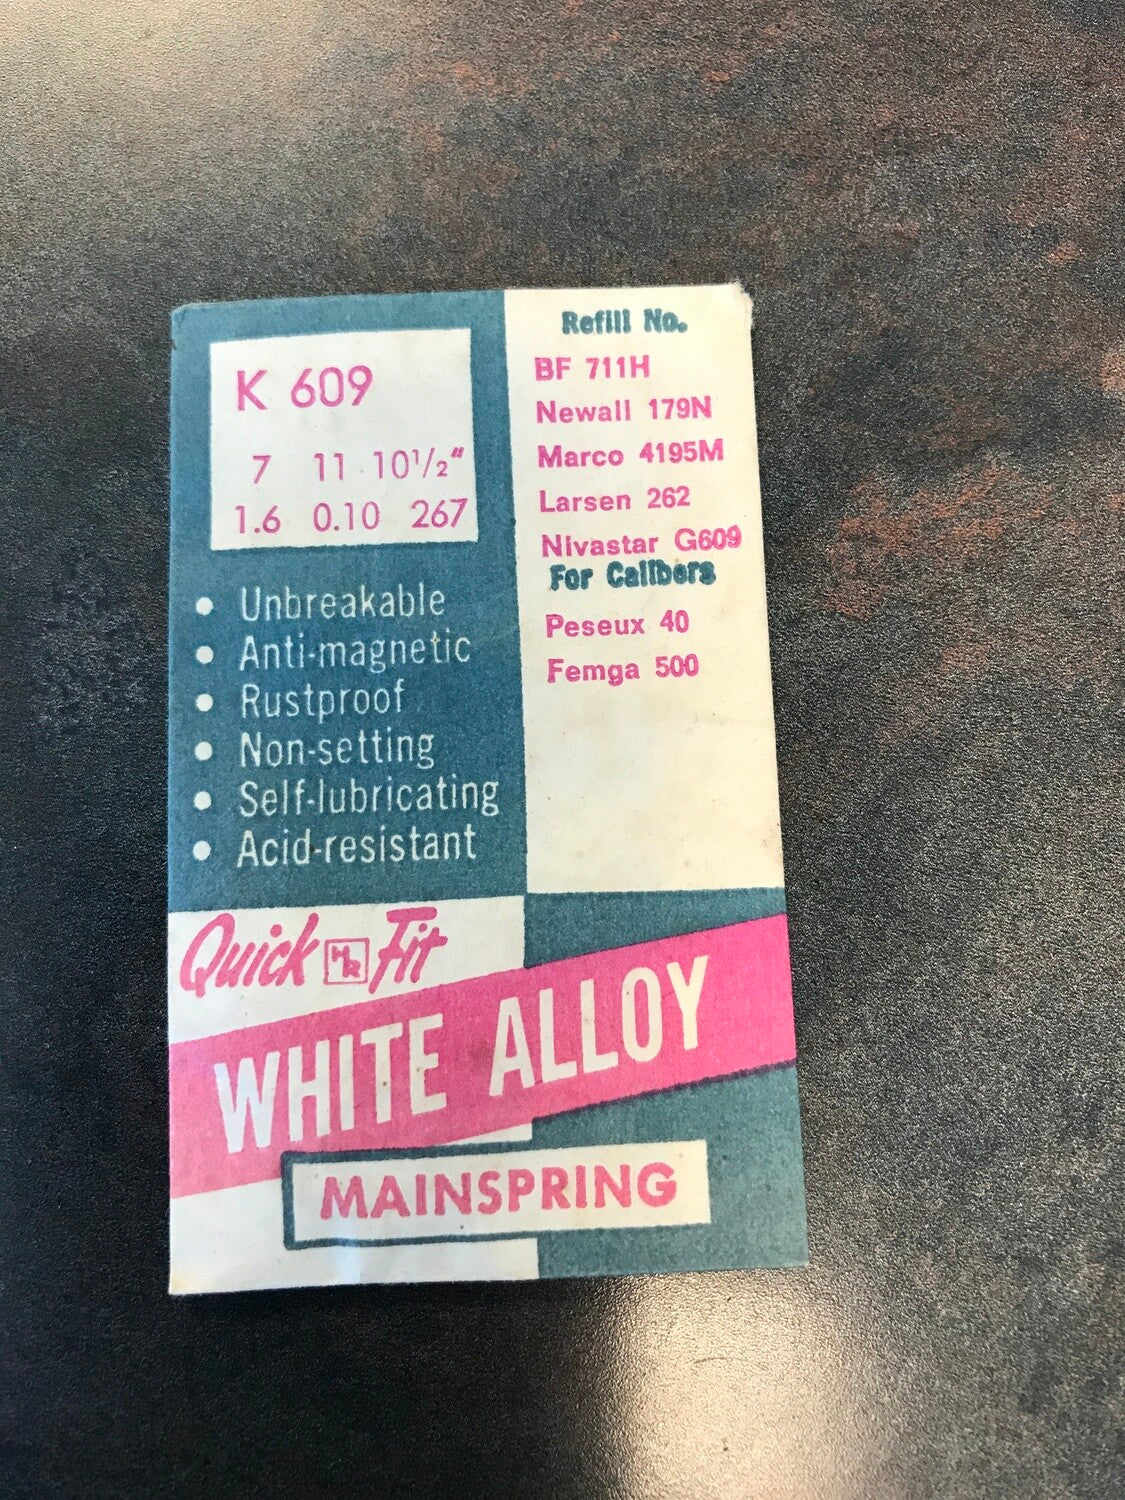 K 609
7 11 10¹/₂"
1.6 0.10 267
• Unbreakable
• Anti-magnetic
• Rustproof
• Non-setting
• Self-lubricating
• Acid-resistant
Refill No.
BF 711H
Newall 179N
Marco 4195M
Larsen 262
Nivastar G609
For Calibers
Peseux 40
Femga 500
Quick HR Fit
WHITE ALLOY
MAINSPRING